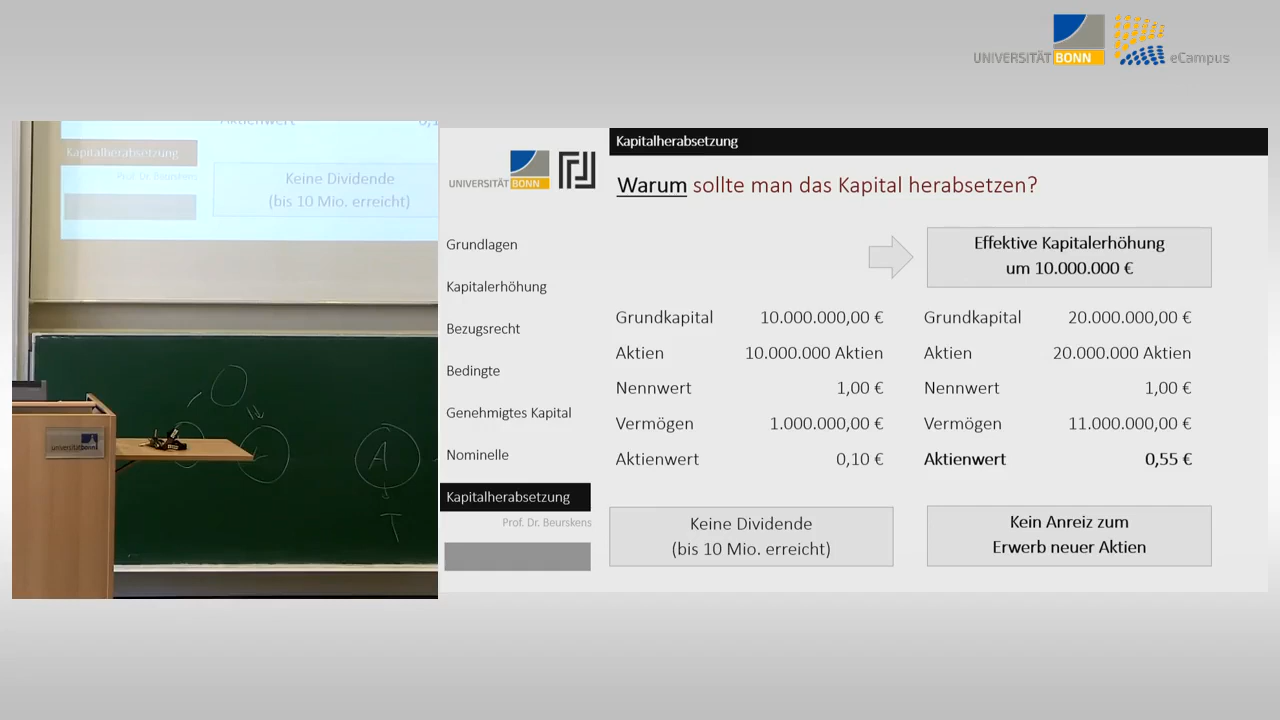 UNIVERSITÄT BONN
eCampus
Aktienwert
Kapitalherabsetzung
Prof. Dr. Beurskens
Keine Dividende
(bis 10 Mio. erreicht)
universitätbonn
A
T
UNIVERSITÄT BONN
Grundlagen
Kapitalerhöhung
Bezugsrecht
Bedingte
Genehmigtes Kapital
Nominelle
Kapitalherabsetzung
Prof. Dr. Beurskens
Kapitalherabsetzung
Warum sollte man das Kapital herabsetzen?
Effektive Kapitalerhöhung
um 10.000.000 €
Grundkapital 10.000.000,00 €
Aktien 10.000.000 Aktien
Nennwert 1,00 €
Vermögen 1.000.000,00 €
Aktienwert 0,10 €
Keine Dividende
(bis 10 Mio. erreicht)
Grundkapital 20.000.000,00 €
Aktien 20.000.000 Aktien
Nennwert 1,00 €
Vermögen 11.000.000,00 €
Aktienwert 0,55 €
Kein Anreiz zum
Erwerb neuer Aktien